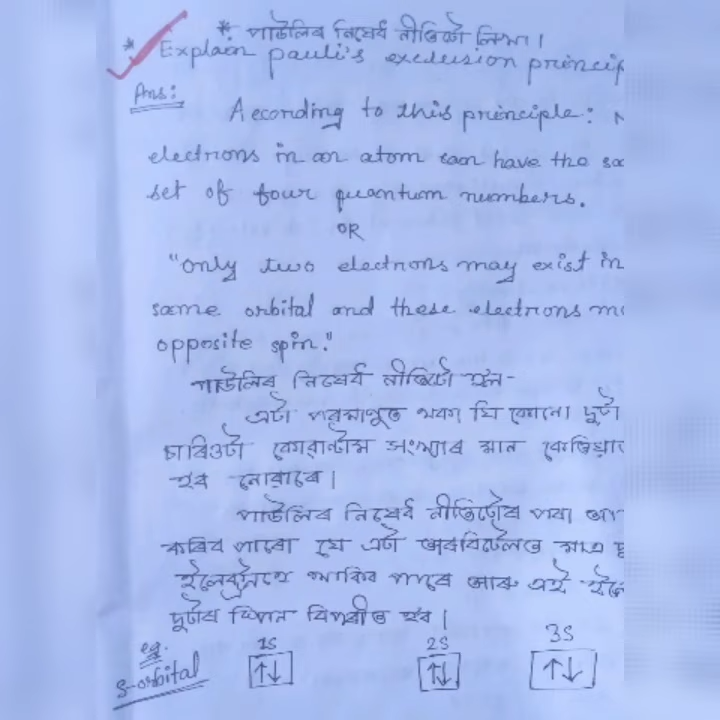 * পাউলিৰ নিষেধ নীতিটো লিখা।
* Explain pauli's exclusion princip
Ans:
According to this principle: N
electrons in an atom can have the sa
set of four quantum numbers.
OR
"only two electrons may exist in
same orbital and these electrons mu
opposite spin."
পাউলিৰ নিষেৰ্ধ নীতিটো হ'ল-
এটা পৰমাণুত থকা যি কোনো দুটা
চাৰিওটা কোৱান্টাম সংখ্যাৰ মান কেতিয়া
হব নোৱাৰে।
পাউলিৰ নিষেৰ্ধ নীতিটোৰ পৰা আ
কৰিব পাৰো যে এটা অৰবিটেলত মাত্ৰ দু
ইলেক্ট্ৰনহে থাকিব পাৰে আৰু এই ইলে
দুটাৰ স্পিন বিপৰীত হব।
eg. 1s 2s 3s
s-orbital ↑↓ ↑↓ ↑↓